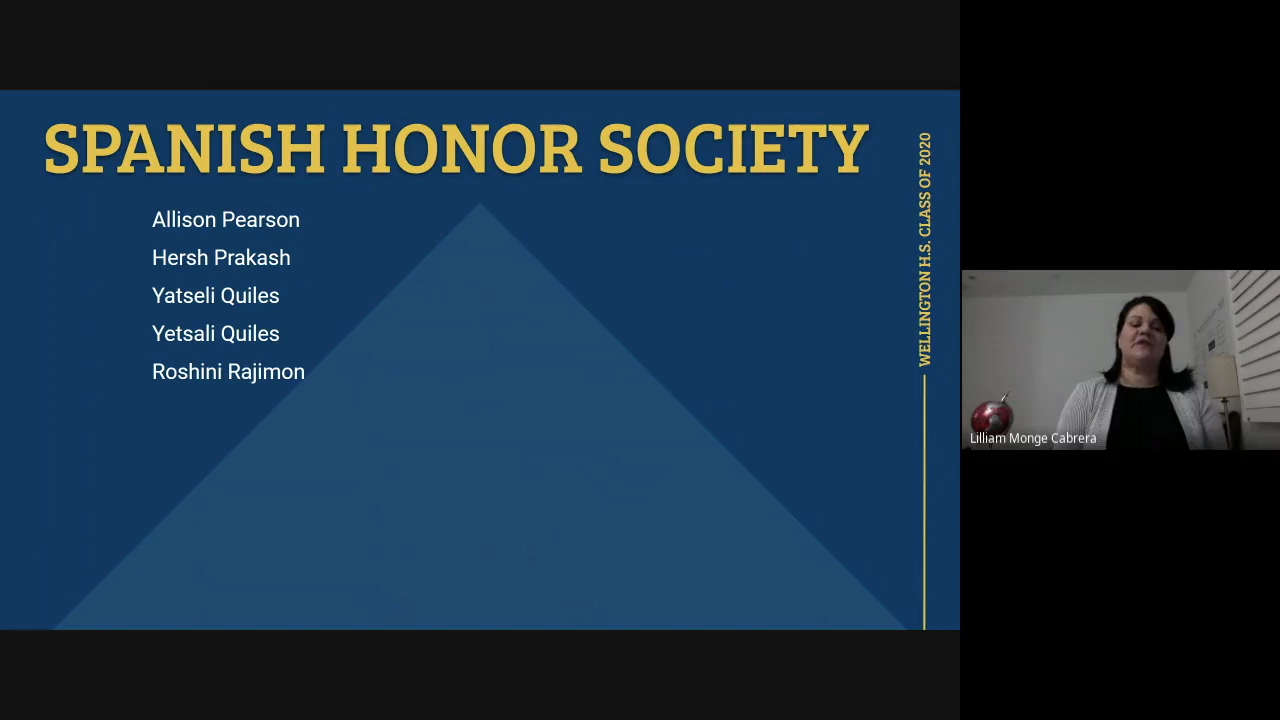 SPANISH HONOR SOCIETY
Allison Pearson
Hersh Prakash
Yatseli Quiles
Yetsali Quiles
Roshini Rajimon
WELLINGTON H.S. CLASS OF 2020
Lilliam Monge Cabrera